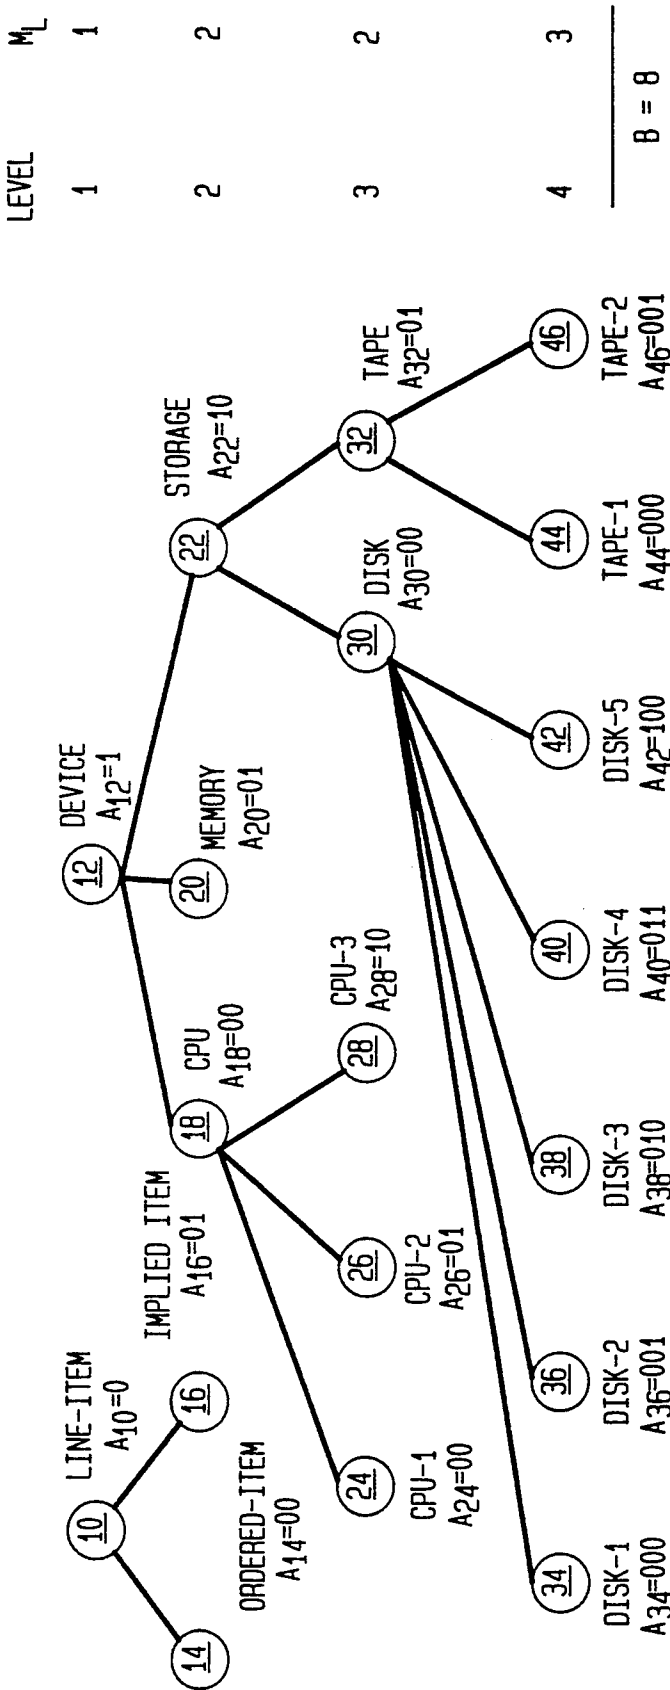 LEVEL M_L
LINE-ITEM
A10=0
10
DEVICE
A12=1
12
1 1
14
ORDERED-ITEM
A14=00
16
IMPLIED ITEM
A16=01
18
CPU
A18=00
20
MEMORY
A20=01
22
STORAGE
A22=10
2 2
24
CPU-1
A24=00
26
CPU-2
A26=01
28
CPU-3
A28=10
30
DISK
A30=00
32
TAPE
A32=01
3 2
34
DISK-1
A34=000
36
DISK-2
A36=001
38
DISK-3
A38=010
40
DISK-4
A40=011
42
DISK-5
A42=100
44
TAPE-1
A44=000
46
TAPE-2
A46=001
4 3
B = 8